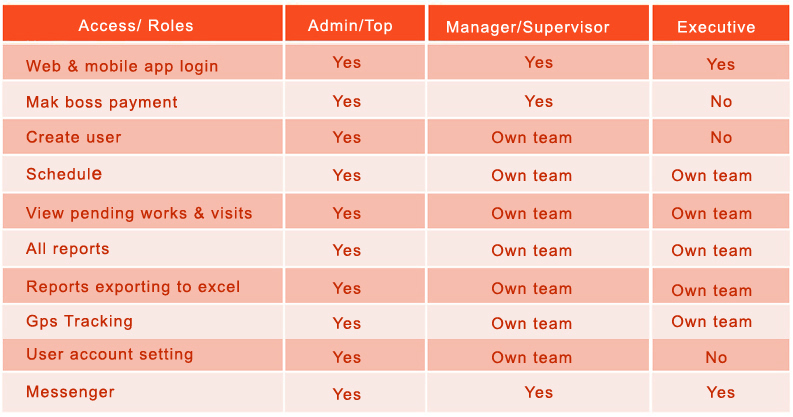 Access/ Roles Admin/Top Manager/Supervisor Executive
Web & mobile app login Yes Yes Yes
Mak boss payment Yes Yes No
Create user Yes Own team No
Schedule Yes Own team Own team
View pending works & visits Yes Own team Own team
All reports Yes Own team Own team
Reports exporting to excel Yes Own team Own team
Gps Tracking Yes Own team Own team
User account setting Yes Own team No
Messenger Yes Yes Yes